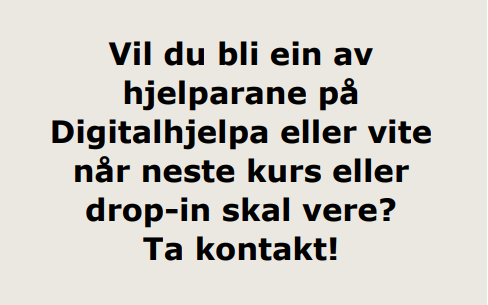 Vil du bli ein av
hjelparane på
Digitalhjelpa eller vite
når neste kurs eller
drop-in skal vere?
Ta kontakt!